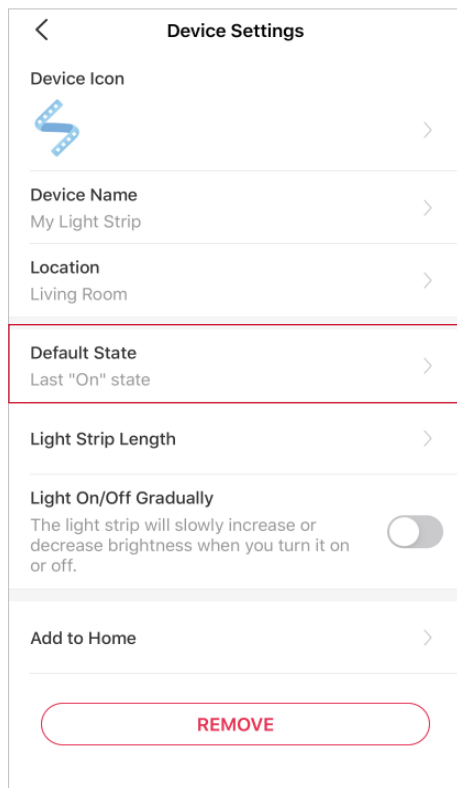 Device Settings
Device Icon
Device Name
My Light Strip
Location
Living Room
Default State
Last "On" state
Light Strip Length
Light On/Off Gradually
The light strip will slowly increase or
decrease brightness when you turn it on
or off.
Add to Home
REMOVE